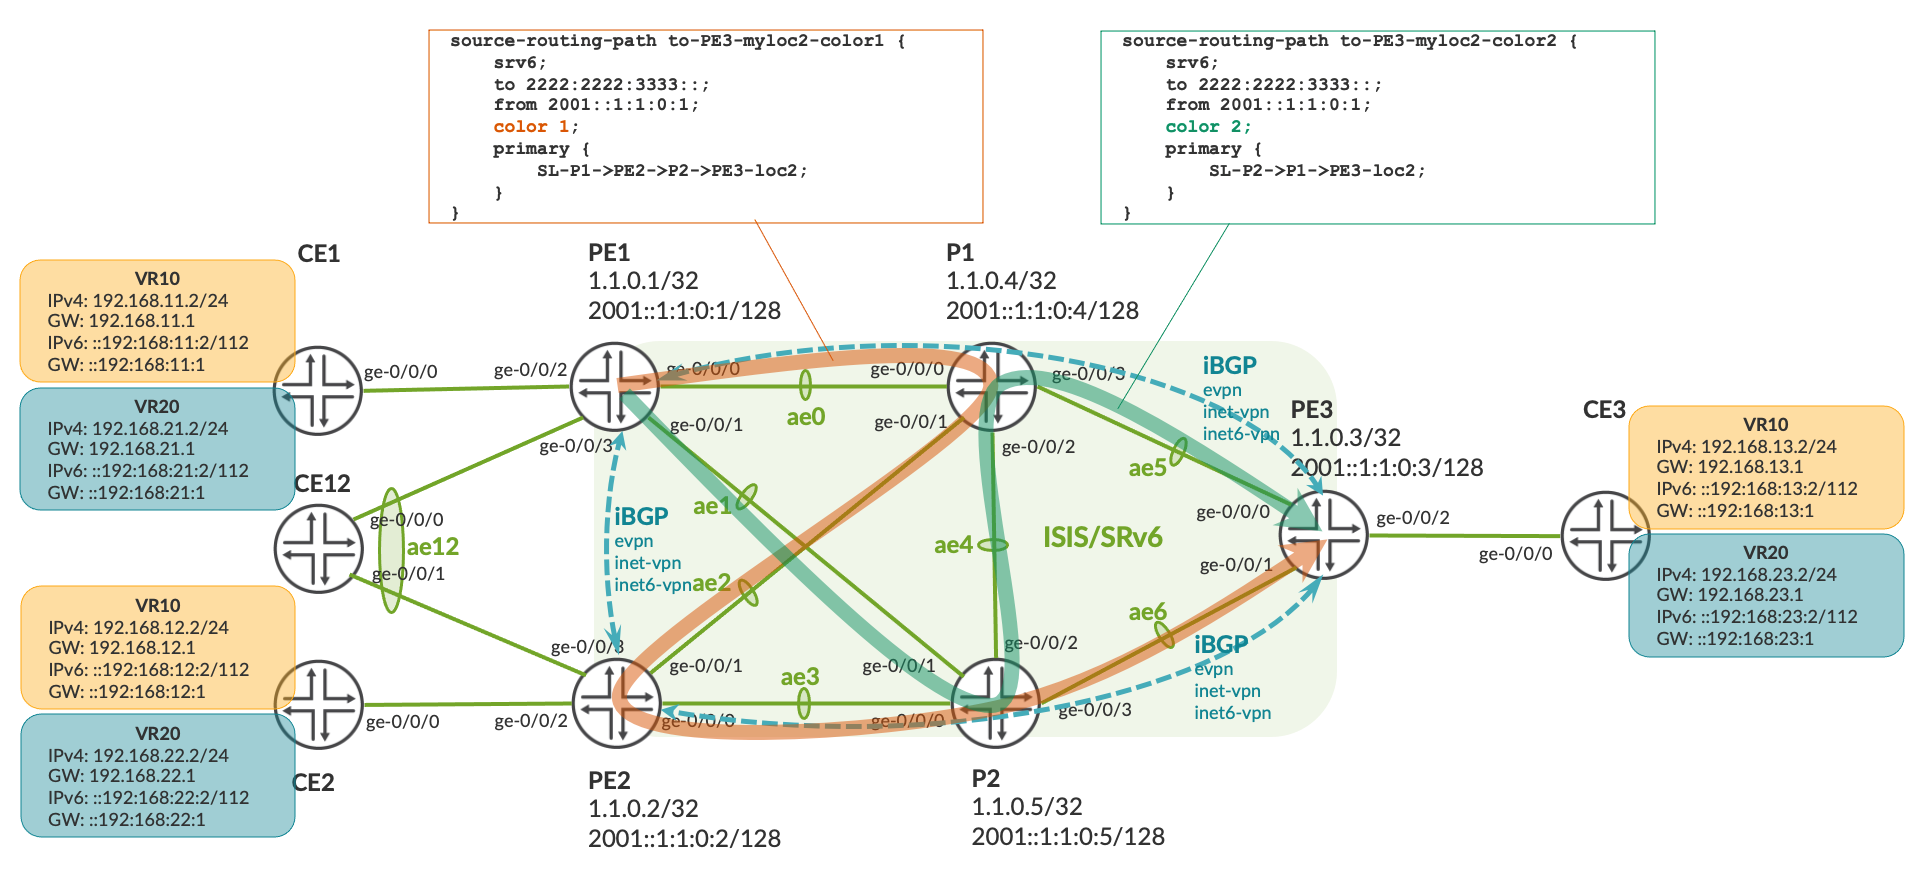 source-routing-path to-PE3-myloc2-color1 {
srv6;
to 2222:2222:3333::;
from 2001::1:1:0:1;
color 1;
primary {
SL-P1->PE2->P2->PE3-loc2;
}
}
source-routing-path to-PE3-myloc2-color2 {
srv6;
to 2222:2222:3333::;
from 2001::1:1:0:1;
color 2;
primary {
SL-P2->P1->PE3-loc2;
}
}
CE1
VR10
IPv4: 192.168.11.2/24
GW: 192.168.11.1
IPv6: ::192:168:11:2/112
GW: ::192:168:11:1
VR20
IPv4: 192.168.21.2/24
GW: 192.168.21.1
IPv6: ::192:168:21:2/112
GW: ::192:168:21:1
ge-0/0/0
CE12
ge-0/0/0
ae12
ge-0/0/1
VR10
IPv4: 192.168.12.2/24
GW: 192.168.12.1
IPv6: ::192:168:12:2/112
GW: ::192:168:12:1
VR20
IPv4: 192.168.22.2/24
GW: 192.168.22.1
IPv6: ::192:168:22:2/112
GW: ::192:168:22:1
ge-0/0/0
CE2
PE1
1.1.0.1/32
2001::1:1:0:1/128
ge-0/0/2
ge-0/0/0
ge-0/0/1
ge-0/0/3
ae0
P1
1.1.0.4/32
2001::1:1:0:4/128
ge-0/0/0
ge-0/0/3
ge-0/0/1
ge-0/0/2
iBGP
evpn
inet-vpn
inet6-vpn
ae1
ae2
iBGP
evpn
inet-vpn
inet6-vpn
ae5
ae4
ISIS/SRv6
PE3
1.1.0.3/32
2001::1:1:0:3/128
ge-0/0/0
ge-0/0/2
ge-0/0/1
ae6
iBGP
evpn
inet-vpn
inet6-vpn
ge-0/0/3
ge-0/0/1
ge-0/0/2
ge-0/0/0
ae3
ge-0/0/1
ge-0/0/2
ge-0/0/0
ge-0/0/3
PE2
1.1.0.2/32
2001::1:1:0:2/128
P2
1.1.0.5/32
2001::1:1:0:5/128
CE3
ge-0/0/0
VR10
IPv4: 192.168.13.2/24
GW: 192.168.13.1
IPv6: ::192:168:13:2/112
GW: ::192:168:13:1
VR20
IPv4: 192.168.23.2/24
GW: 192.168.23.1
IPv6: ::192:168:23:2/112
GW: ::192:168:23:1